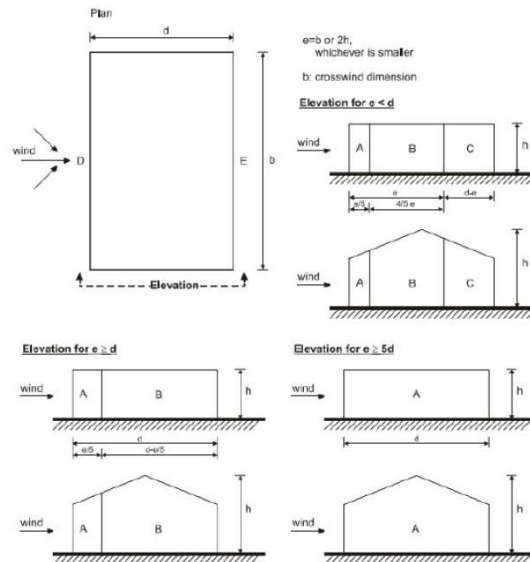 Plan
d
e=b or 2h,
whichever is smaller
b: crosswind dimension
wind
D
E
b
Elevation
Elevation for e < d
wind
A
B
C
h
e
d-e
e/5
4/5 e
wind
A
B
C
h
Elevation for e ≥ d
wind
A
B
h
d
e/5
d-e/5
wind
A
B
h
Elevation for e ≥ 5d
wind
A
h
d
wind
A
h